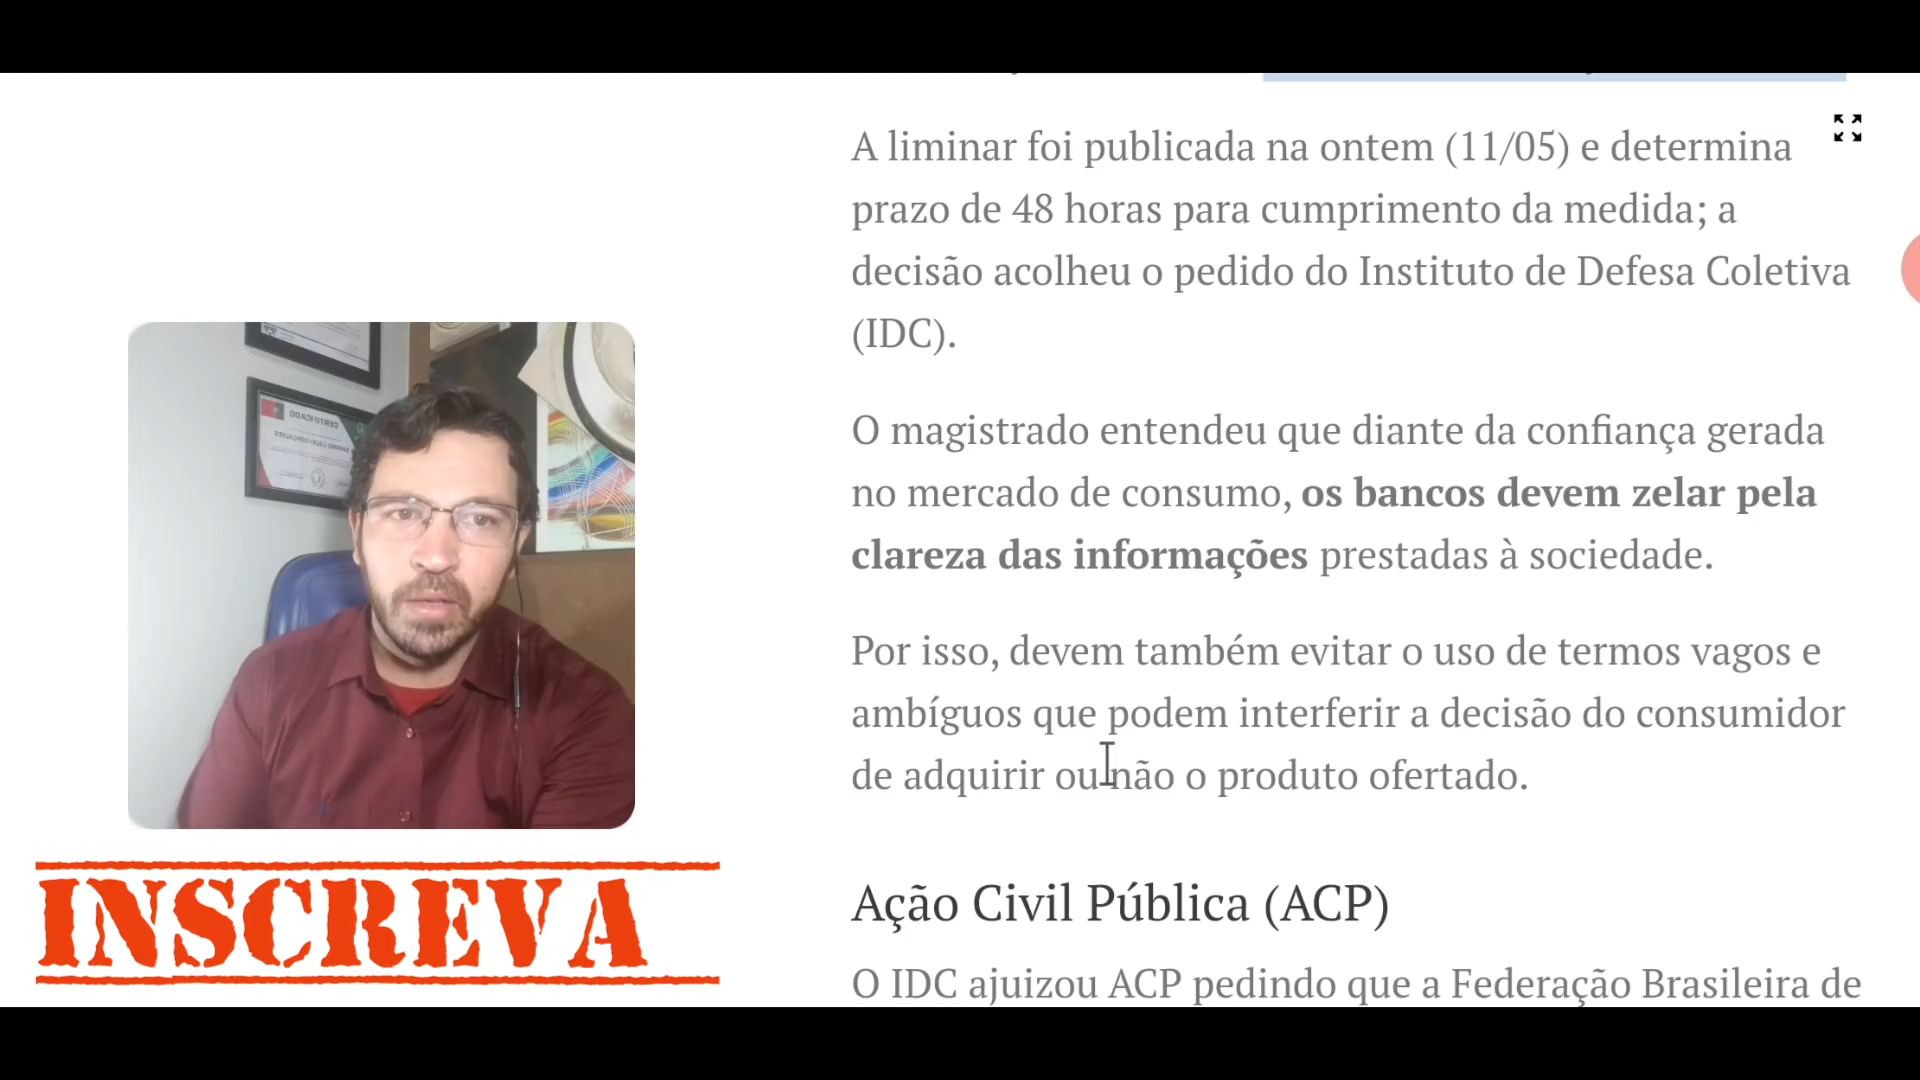 A liminar foi publicada na ontem (11/05) e determina
prazo de 48 horas para cumprimento da medida; a
decisão acolheu o pedido do Instituto de Defesa Coletiva
(IDC).
O magistrado entendeu que diante da confiança gerada
no mercado de consumo, os bancos devem zelar pela
clareza das informações prestadas à sociedade.
Por isso, devem também evitar o uso de termos vagos e
ambíguos que podem interferir a decisão do consumidor
de adquirir ou não o produto ofertado.
Ação Civil Pública (ACP)
O IDC ajuizou ACP pedindo que a Federação Brasileira de
CERTIFICADO
INSCREVA